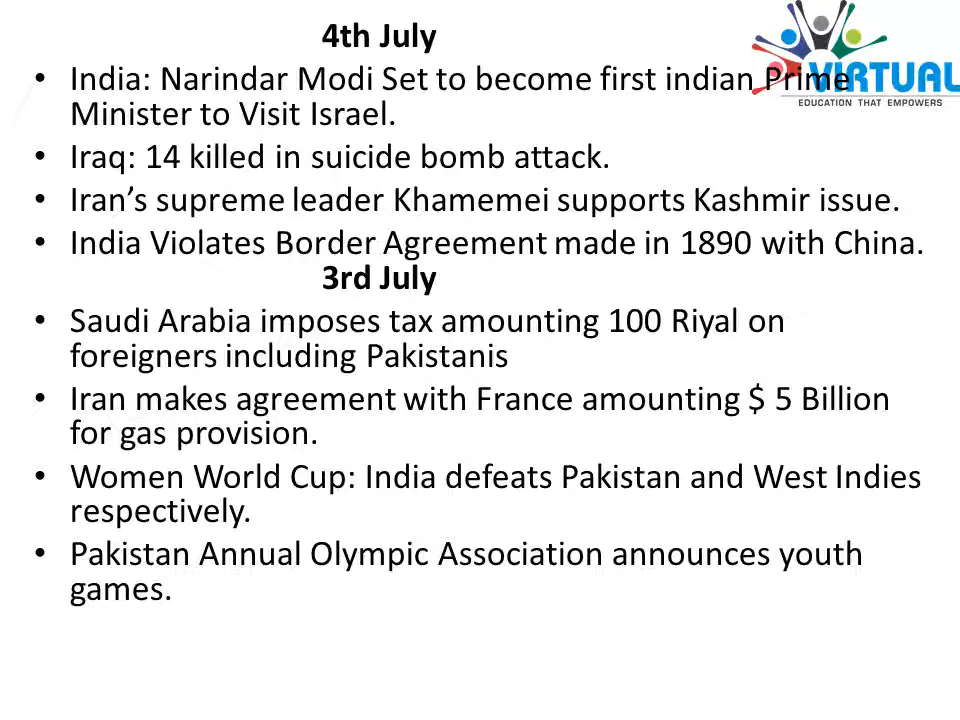 4th July
• India: Narindar Modi Set to become first indian Prime
Minister to Visit Israel.
• Iraq: 14 killed in suicide bomb attack.
• Iran’s supreme leader Khamemei supports Kashmir issue.
• India Violates Border Agreement made in 1890 with China.
3rd July
• Saudi Arabia imposes tax amounting 100 Riyal on
foreigners including Pakistanis
• Iran makes agreement with France amounting $ 5 Billion
for gas provision.
• Women World Cup: India defeats Pakistan and West Indies
respectively.
• Pakistan Annual Olympic Association announces youth
games.
VIRTUAL
EDUCATION THAT EMPOWERS